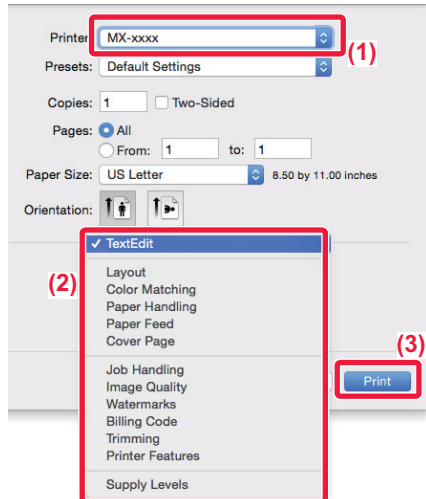 Printer: MX-xxxx
(1)
Presets: Default Settings
Copies: 1 Two-Sided
Pages: All
From: 1 to: 1
Paper Size: US Letter 8.50 by 11.00 inches
Orientation:
(2)
✓ TextEdit
Layout
Color Matching
Paper Handling
Paper Feed
Cover Page
Job Handling
Image Quality
Watermarks
Billing Code
Trimming
Printer Features
Supply Levels
(3)
Print